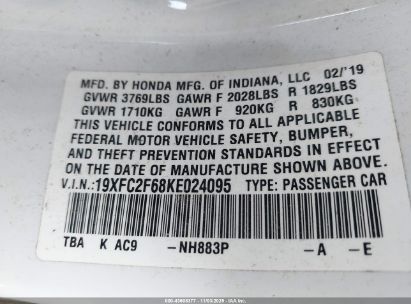 MFD. BY HONDA MFG. OF INDIANA, LLC 02/'19
GVWR 3769LBS GAWR F 2028LBS R 1829LBS
GVWR 1710KG GAWR F 920KG R 830KG
THIS VEHICLE CONFORMS TO ALL APPLICABLE
FEDERAL MOTOR VEHICLE SAFETY, BUMPER,
AND THEFT PREVENTION STANDARDS IN EFFECT
ON THE DATE OF MANUFACTURE SHOWN ABOVE.
V.I.N.:19XFC2F68KE024095 TYPE: PASSENGER CAR
TBA K AC9 -NH883P -A -E